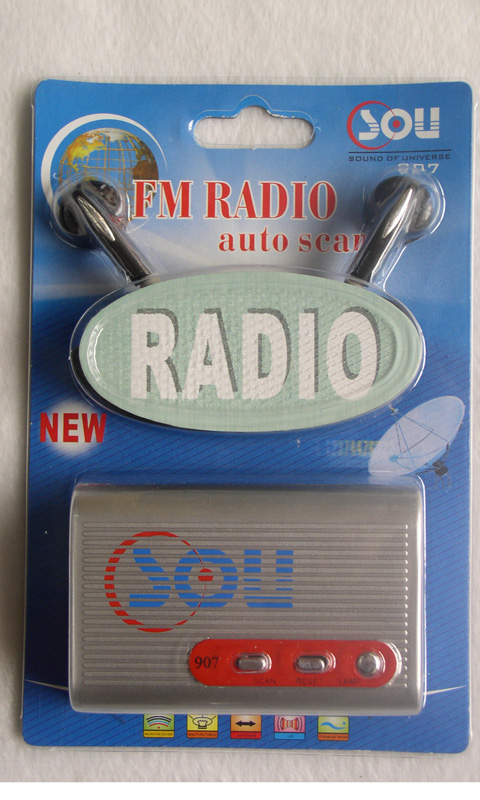 SOU
SOUND OF UNIVERSE
907
FM RADIO
auto scan
RADIO
NEW
SOU
907
SCAN RESET LAMP